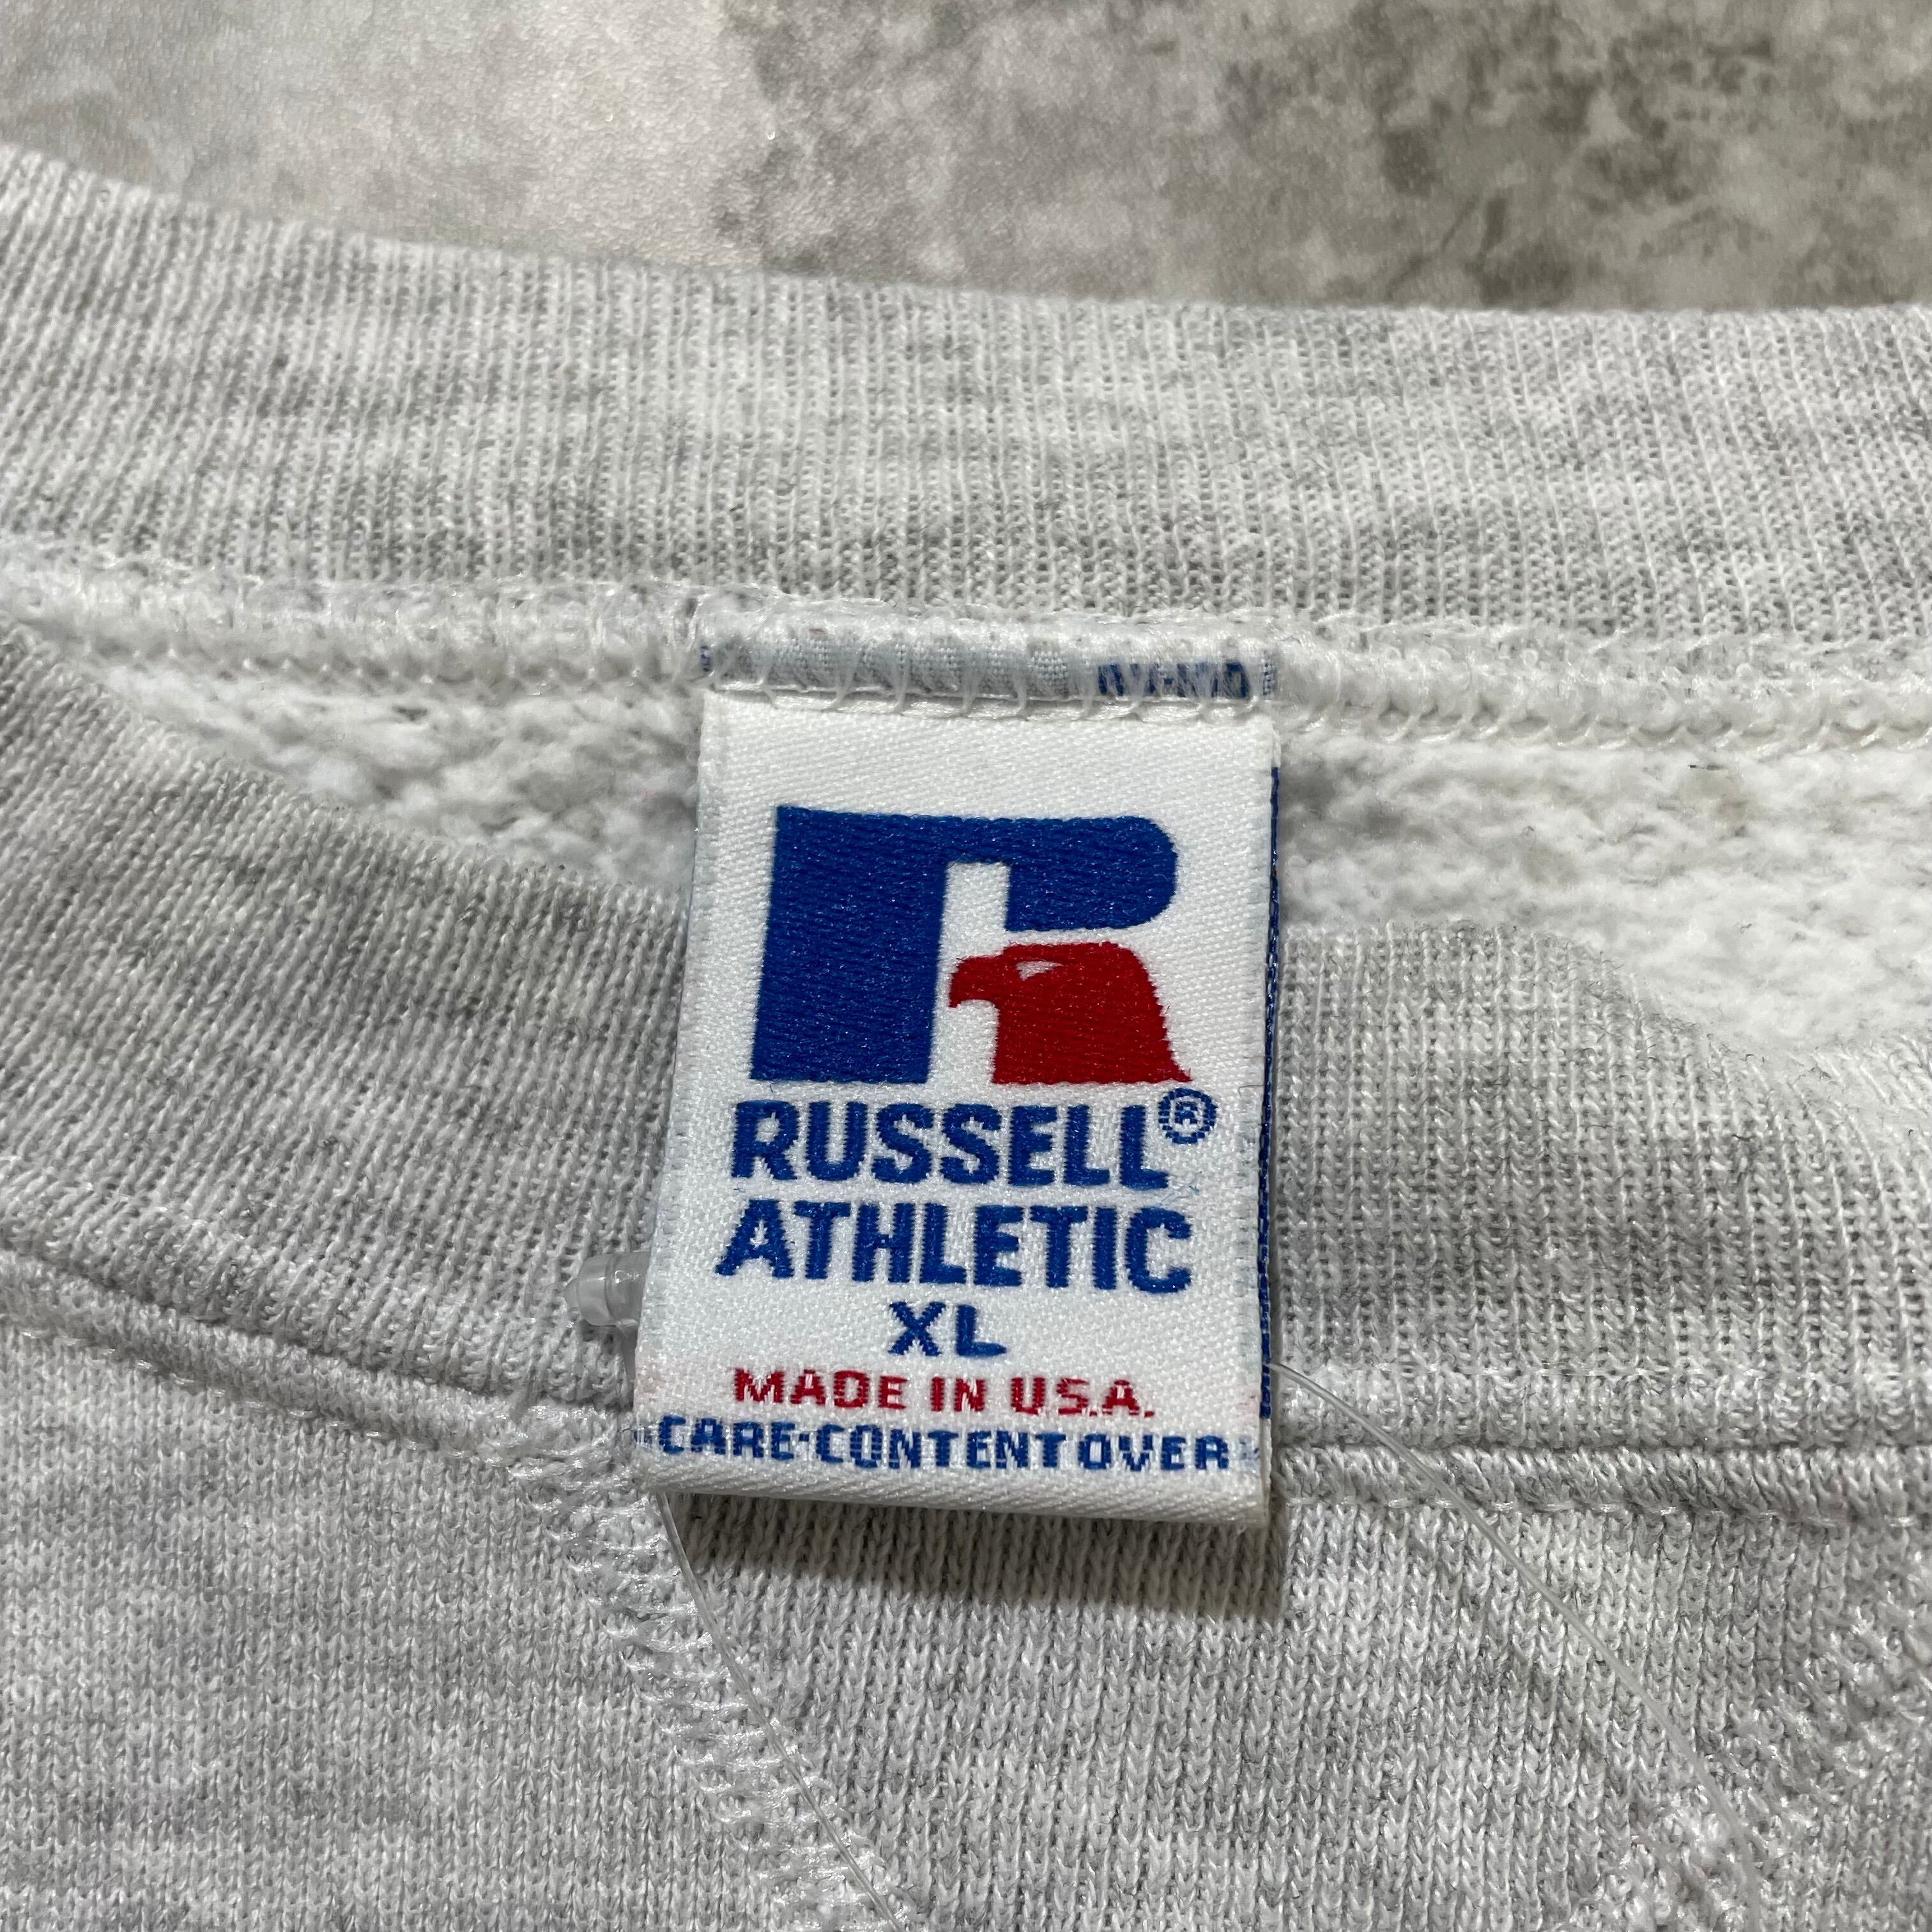 RUSSELL®
ATHLETIC
XL
MADE IN U.S.A.
CARE·CONTENT OVER